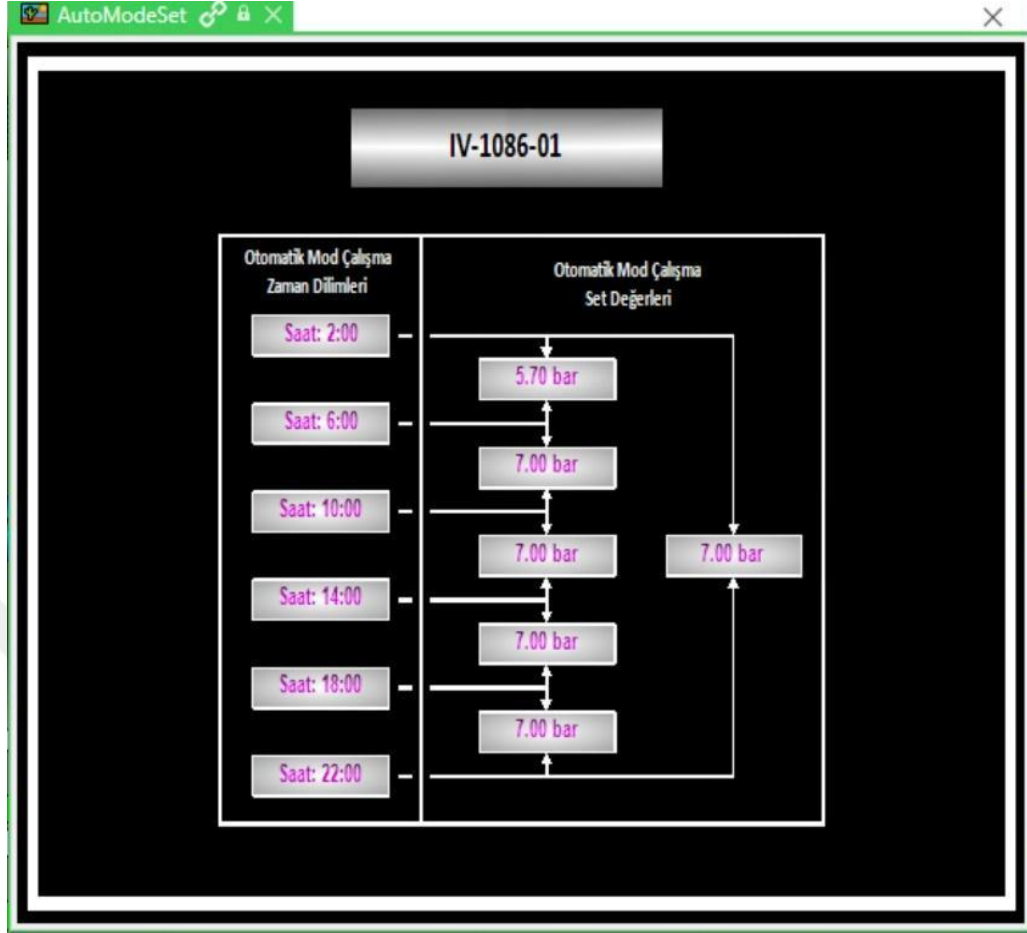 AutoModeSet
IV-1086-01
Otomatik Mod Çalışma
Zaman Dilimleri
Otomatik Mod Çalışma
Set Değerleri
Saat: 2:00
5.70 bar
Saat: 6:00
7.00 bar
Saat: 10:00
7.00 bar
7.00 bar
Saat: 14:00
7.00 bar
Saat: 18:00
7.00 bar
Saat: 22:00